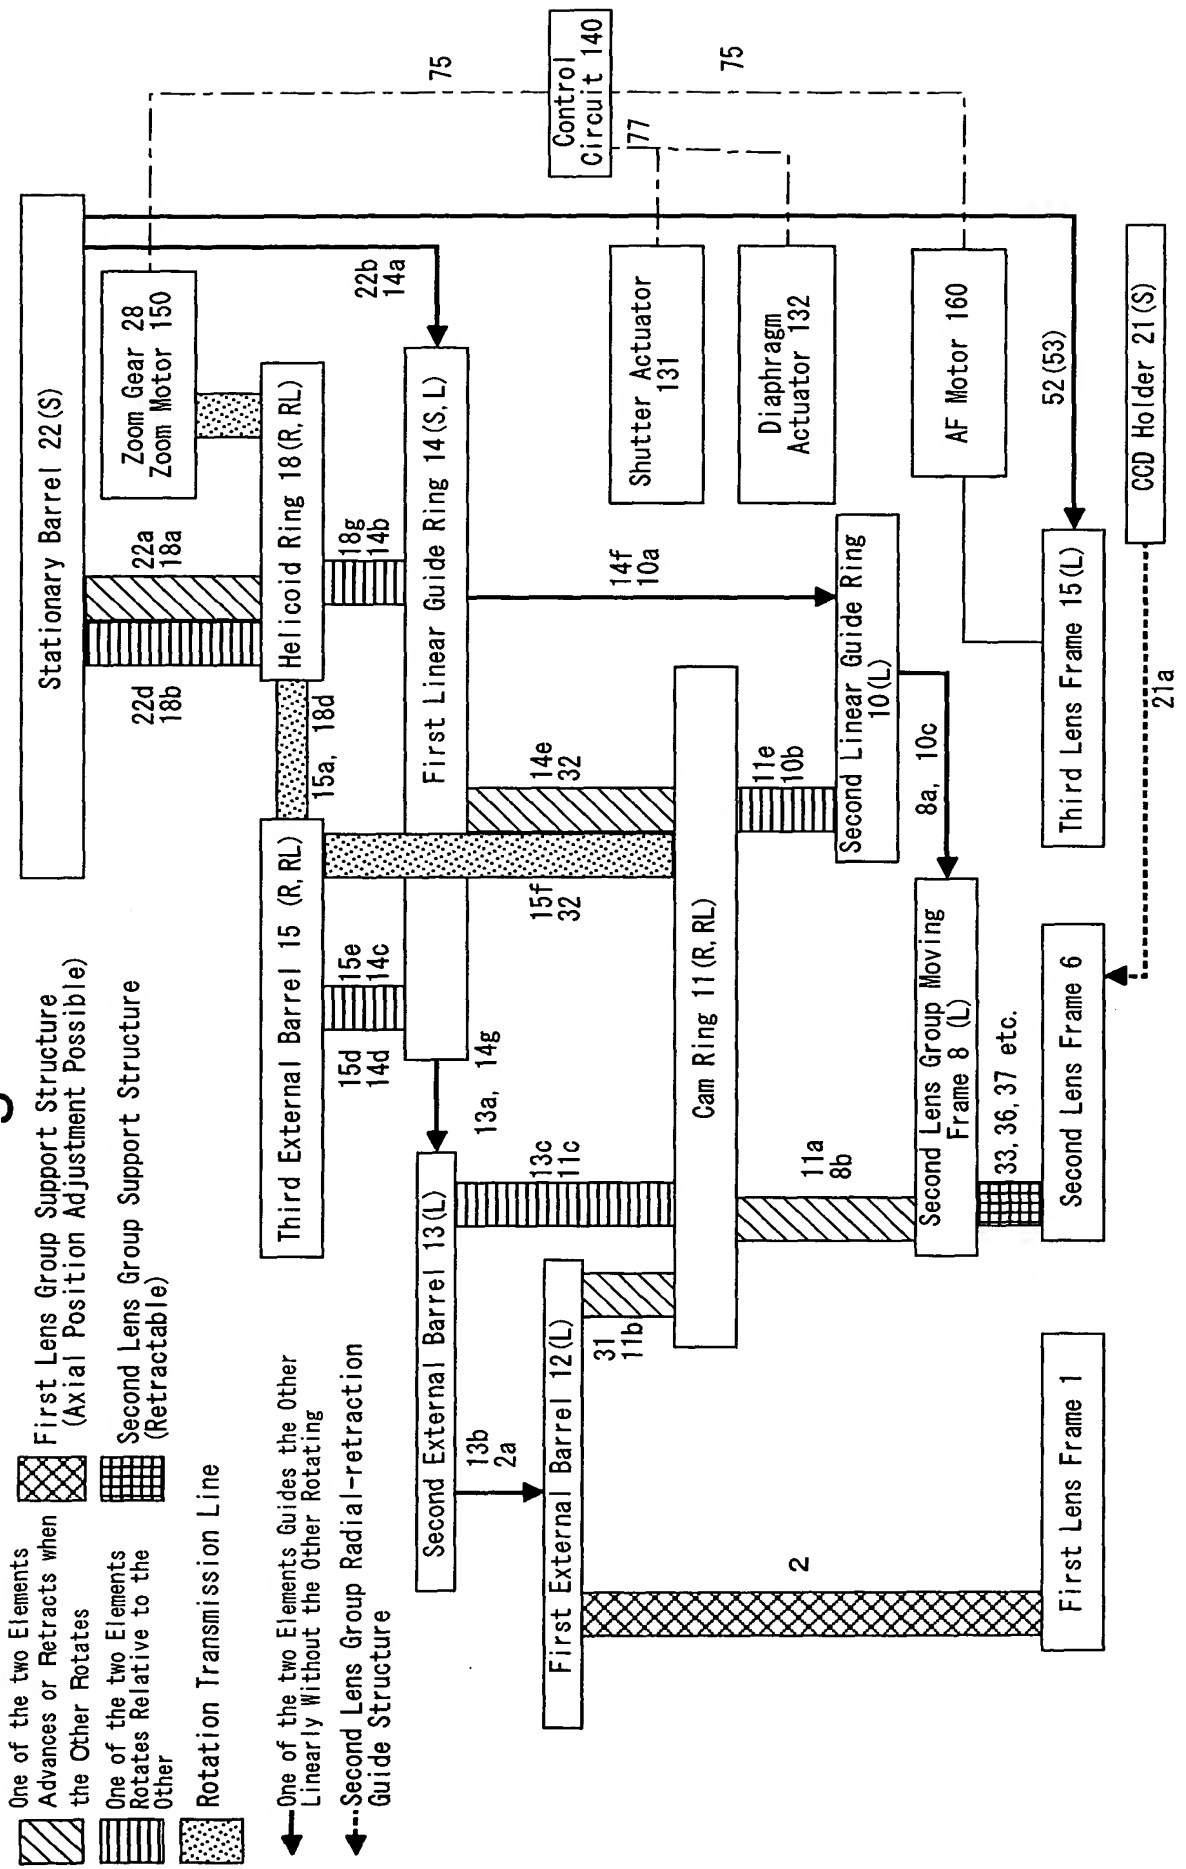 One of the two Elements
Advances or Retracts when
the Other Rotates
One of the two Elements
Rotates Relative to the
Other
Rotation Transmission Line
First Lens Group Support Structure
(Axial Position Adjustment Possible)
Second Lens Group Support Structure
(Retractable)
One of the two Elements Guides the Other
Linearly Without the Other Rotating
Second Lens Group Radial-retraction
Guide Structure
Stationary Barrel 22(S)
22d
18b
22a
18a
Zoom Gear 28
Zoom Motor 150
75
Control
Circuit 140
77
75
Third External Barrel 15 (R, RL)
15a, 18d
Helicoid Ring 18(R, RL)
22b
14a
15d
14d
15e
14c
18g
14b
First Linear Guide Ring 14(S, L)
13a, 14g
Second External Barrel 13(L)
13b
2a
13c
11c
15f
32
14e
32
14f
10a
Shutter Actuator
131
Diaphragm
Actuator 132
First External Barrel 12(L)
31
11b
Cam Ring 11(R, RL)
11a
8b
11e
10b
Second Linear Guide Ring
10(L)
8a, 10c
AF Motor 160
Second Lens Group Moving
Frame 8 (L)
33, 36, 37 etc.
52(53)
2
First Lens Frame 1
Second Lens Frame 6
Third Lens Frame 15(L)
21a
CCD Holder 21(S)